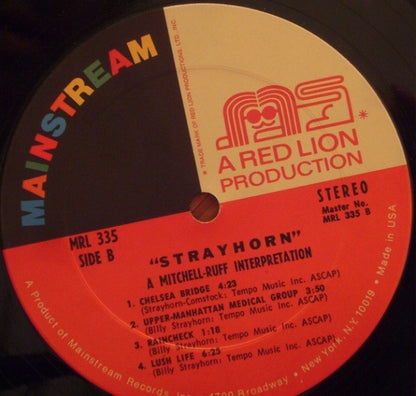 MAINSTREAM
* TRADE MARK OF RED LION PRODUCTIONS, LTD., INC.
MS
*
A RED LION
PRODUCTION
MRL 335
SIDE B
STEREO
Master No.
MRL 335 B
"STRAYHORN"
A MITCHELL-RUFF INTERPRETATION
1. CHELSEA BRIDGE 4:23
(Strayhorn-Comstock: Tempo Music Inc. ASCAP)
2. UPPER-MANHATTAN MEDICAL GROUP 3:50
(Billy Strayhorn: Tempo Music Inc. ASCAP)
3. RAINCHECK 1:18
(Billy Strayhorn: Tempo Music Inc. ASCAP)
4. LUSH LIFE 6:25
(Billy Strayhorn: Tempo Music Inc. ASCAP)
A Product of Mainstream Records, Inc. 1700 Broadway • New York, N.Y. 10019 • Made in USA